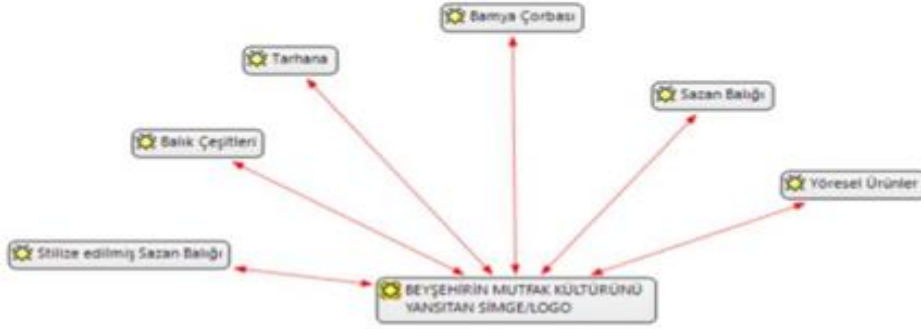 Bamya Çorbası
Tarhana
Sazan Balığı
Balık Çeşitleri
Yöresel Ürünler
Stilize edilmiş Sazan Balığı
BEYŞEHİRİN MUTFAK KÜLTÜRÜNÜ
YANSITAN SİMGE/LOGO